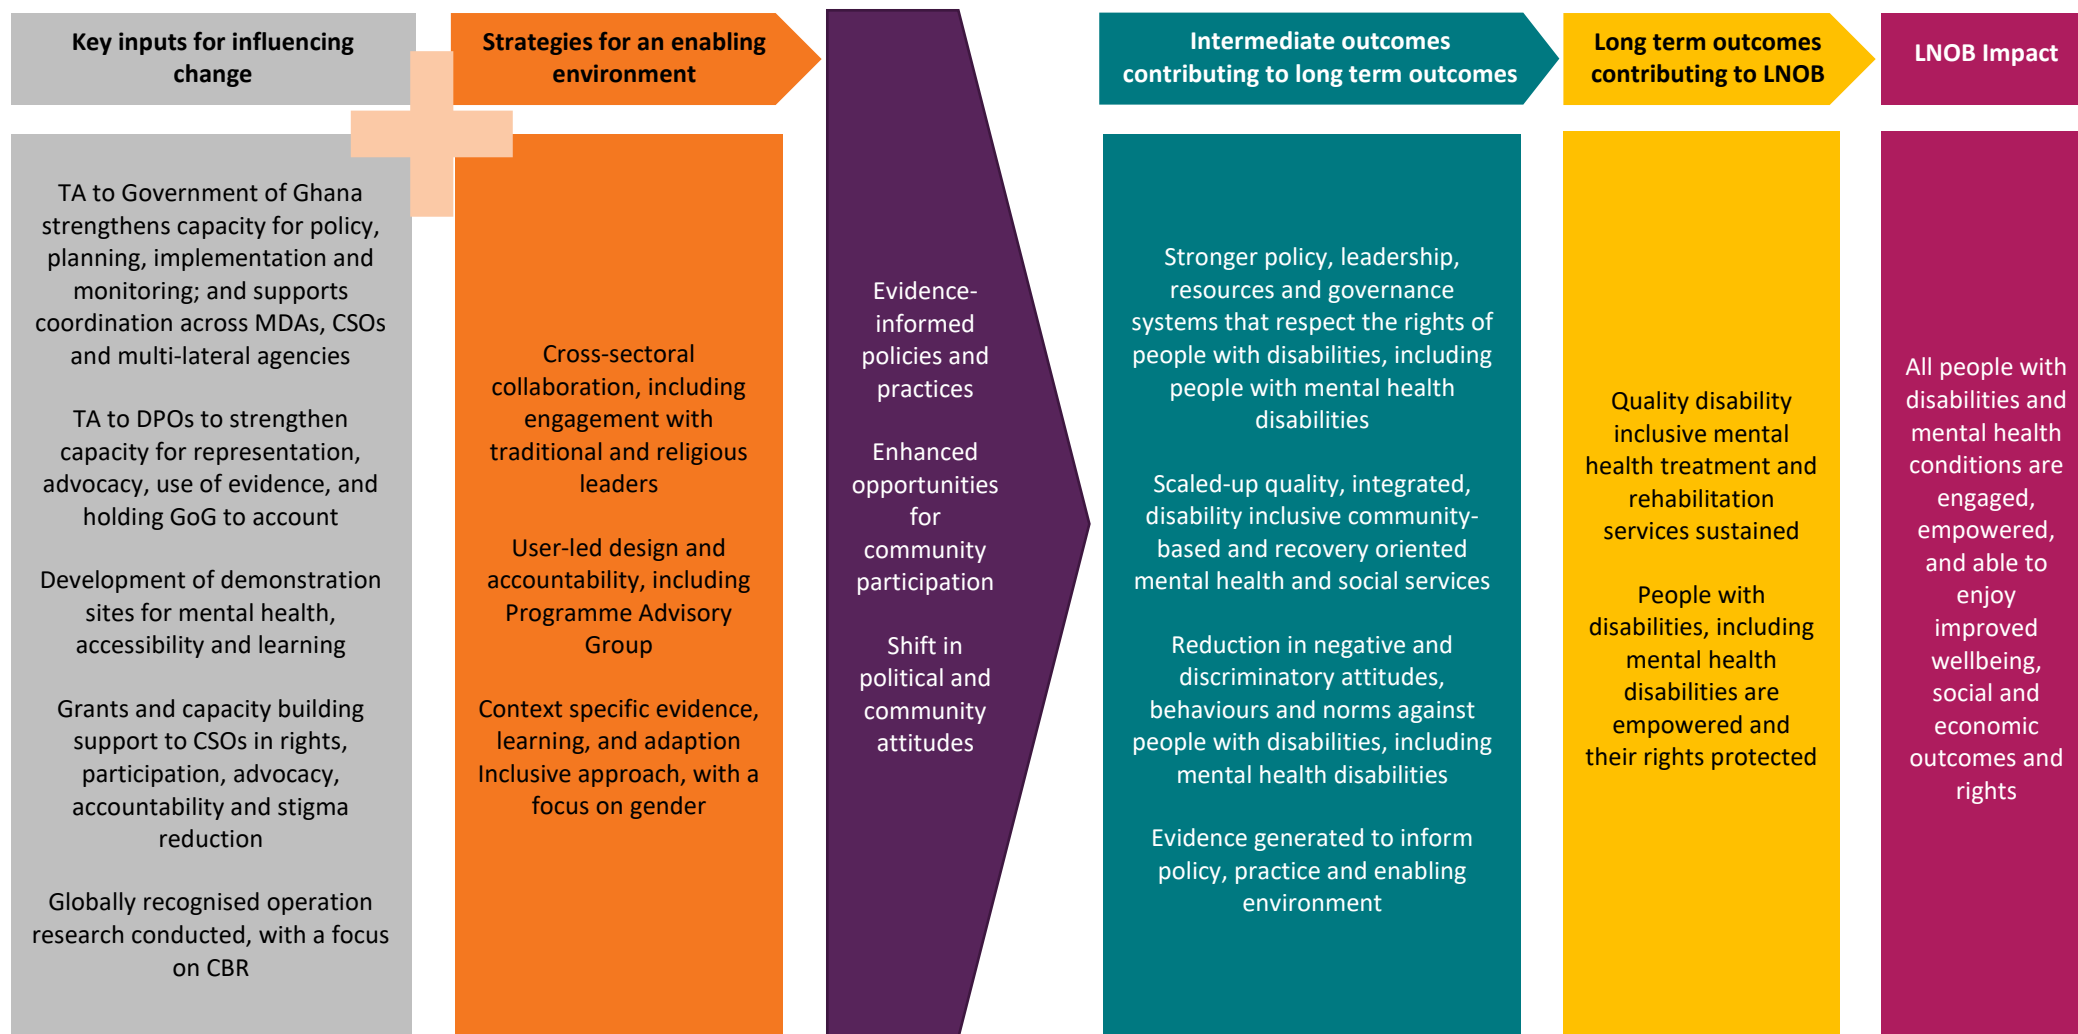 Key inputs for influencing
change
TA to Government of Ghana
strengthens capacity for policy,
planning, implementation and
monitoring; and supports
coordination across MDAs, CSOs
and multi-lateral agencies
TA to DPOs to strengthen
capacity for representation,
advocacy, use of evidence, and
holding GoG to account
Development of demonstration
sites for mental health,
accessibility and learning
Grants and capacity building
support to CSOs in rights,
participation, advocacy,
accountability and stigma
reduction
Globally recognised operation
research conducted, with a focus
on CBR
Strategies for an enabling
environment
Cross-sectoral
collaboration, including
engagement with
traditional and religious
leaders
User-led design and
accountability, including
Programme Advisory
Group
Context specific evidence,
learning, and adaption
Inclusive approach, with a
focus on gender
Evidence-
informed
policies and
practices
Enhanced
opportunities
for
community
participation
Shift in
political and
community
attitudes
Intermediate outcomes
contributing to long term outcomes
Stronger policy, leadership,
resources and governance
systems that respect the rights of
people with disabilities, including
people with mental health
disabilities
Scaled-up quality, integrated,
disability inclusive community-
based and recovery oriented
mental health and social services
Reduction in negative and
discriminatory attitudes,
behaviours and norms against
people with disabilities, including
mental health disabilities
Evidence generated to inform
policy, practice and enabling
environment
Long term outcomes
contributing to LNOB
Quality disability
inclusive mental
health treatment and
rehabilitation
services sustained
People with
disabilities, including
mental health
disabilities are
empowered and
their rights protected
LNOB Impact
All people with
disabilities and
mental health
conditions are
engaged,
empowered,
and able to
enjoy
improved
wellbeing,
social and
economic
outcomes and
rights